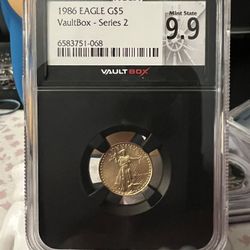 1986 EAGLE G$5
VaultBox - Series 2
6583751-068
Mint State
9.9
VAULTBOX